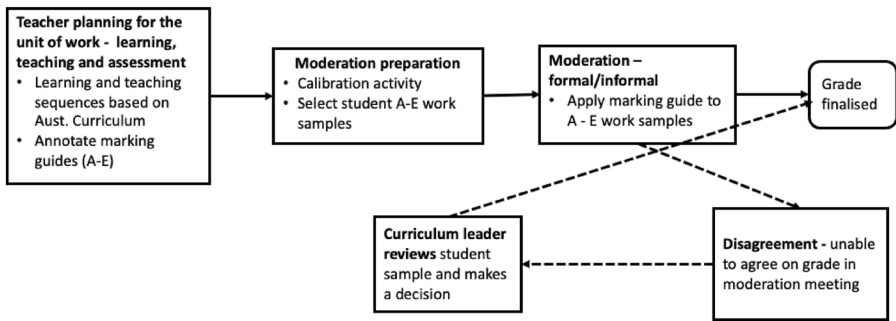 Teacher planning for the
unit of work - learning,
teaching and assessment
• Learning and teaching
sequences based on
Aust. Curriculum
• Annotate marking
guides (A-E)
Moderation preparation
• Calibration activity
• Select student A-E work
samples
Moderation –
formal/informal
• Apply marking guide to
A - E work samples
Grade
finalised
Curriculum leader
reviews student
sample and makes
a decision
Disagreement - unable
to agree on grade in
moderation meeting